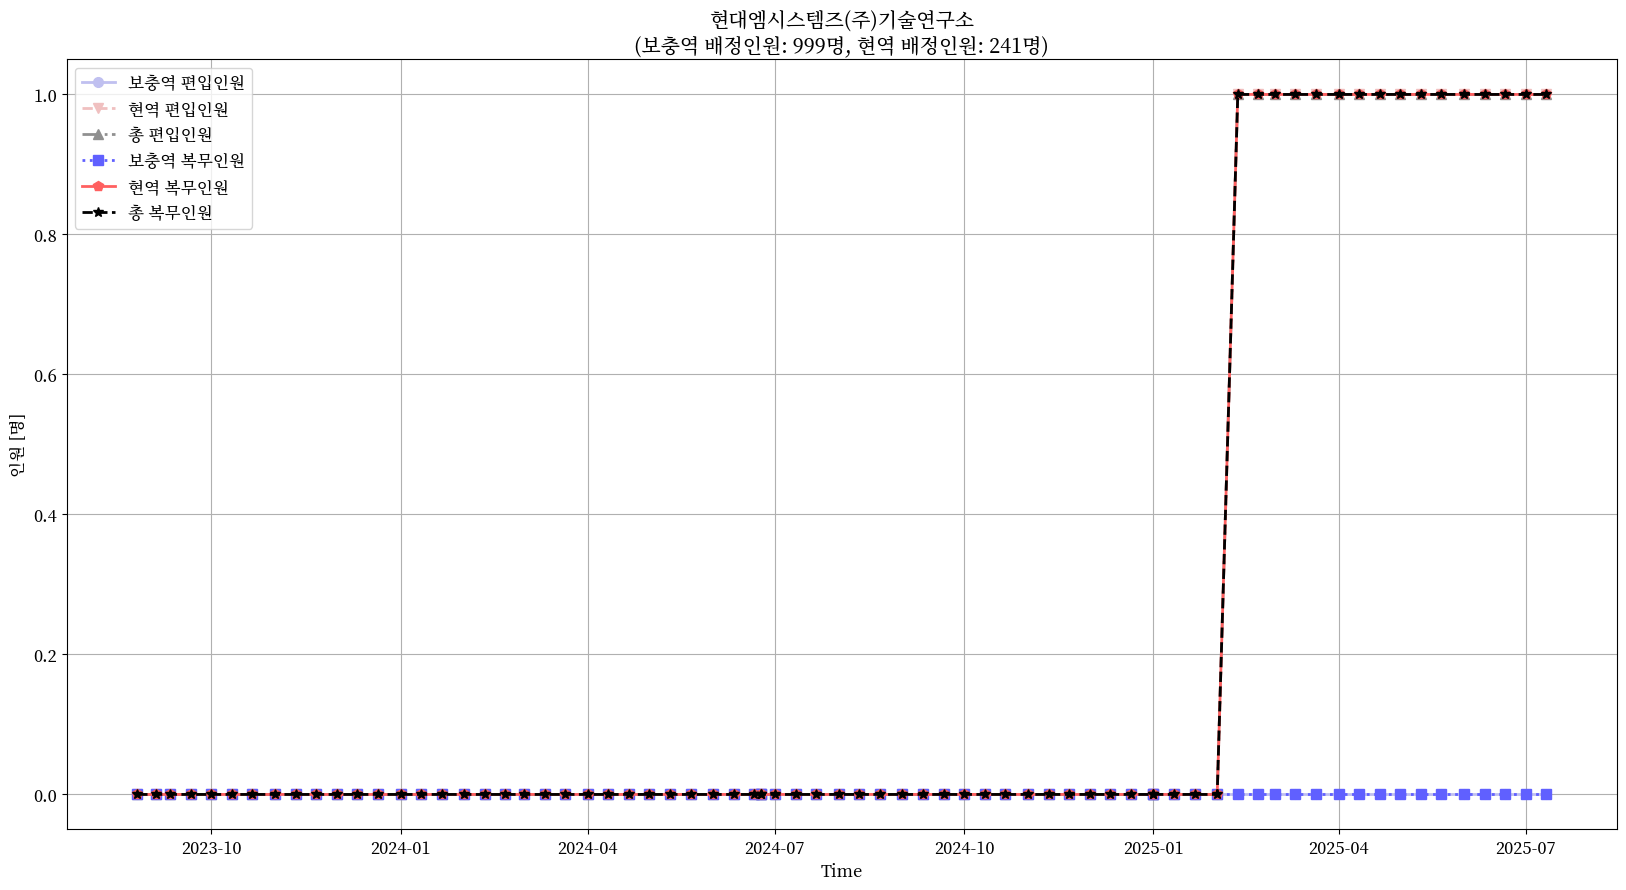 현대엠시스템즈(주)기술연구소
(보충역 배정인원: 999명, 현역 배정인원: 241명)
보충역 편입인원
현역 편입인원
총 편입인원
보충역 복무인원
현역 복무인원
총 복무인원
인원 [명]
1.0
0.8
0.6
0.4
0.2
0.0
2023-10
2024-01
2024-04
2024-07
2024-10
2025-01
2025-04
2025-07
Time